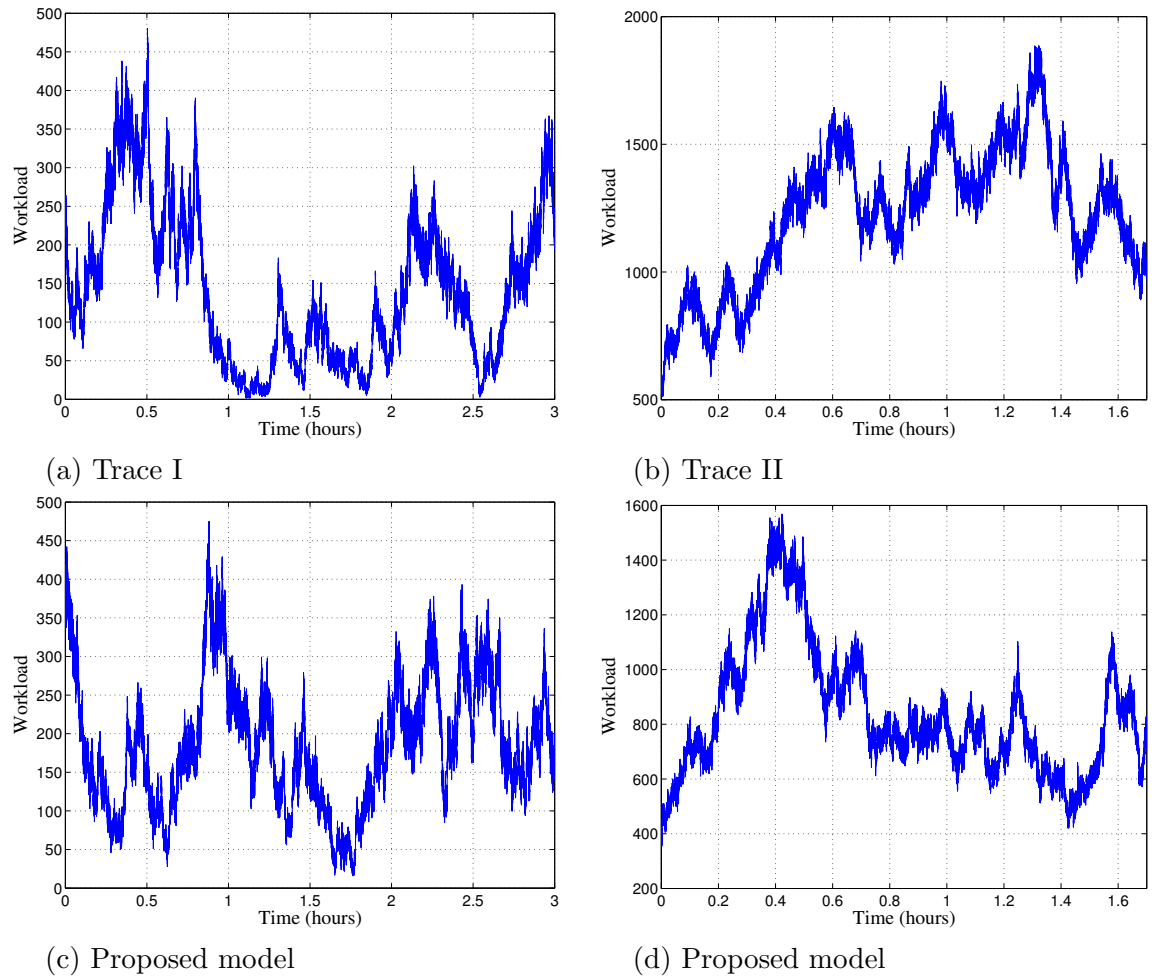 500
450
400
350
300
250
200
150
100
50
0
Workload
0 0.5 1 1.5 2 2.5 3
Time (hours)
(a) Trace I
2000
1500
1000
500
Workload
0 0.2 0.4 0.6 0.8 1 1.2 1.4 1.6
Time (hours)
(b) Trace II
500
450
400
350
300
250
200
150
100
50
0
Workload
0 0.5 1 1.5 2 2.5 3
Time (hours)
(c) Proposed model
1600
1400
1200
1000
800
600
400
200
Workload
0 0.2 0.4 0.6 0.8 1 1.2 1.4 1.6
Time (hours)
(d) Proposed model